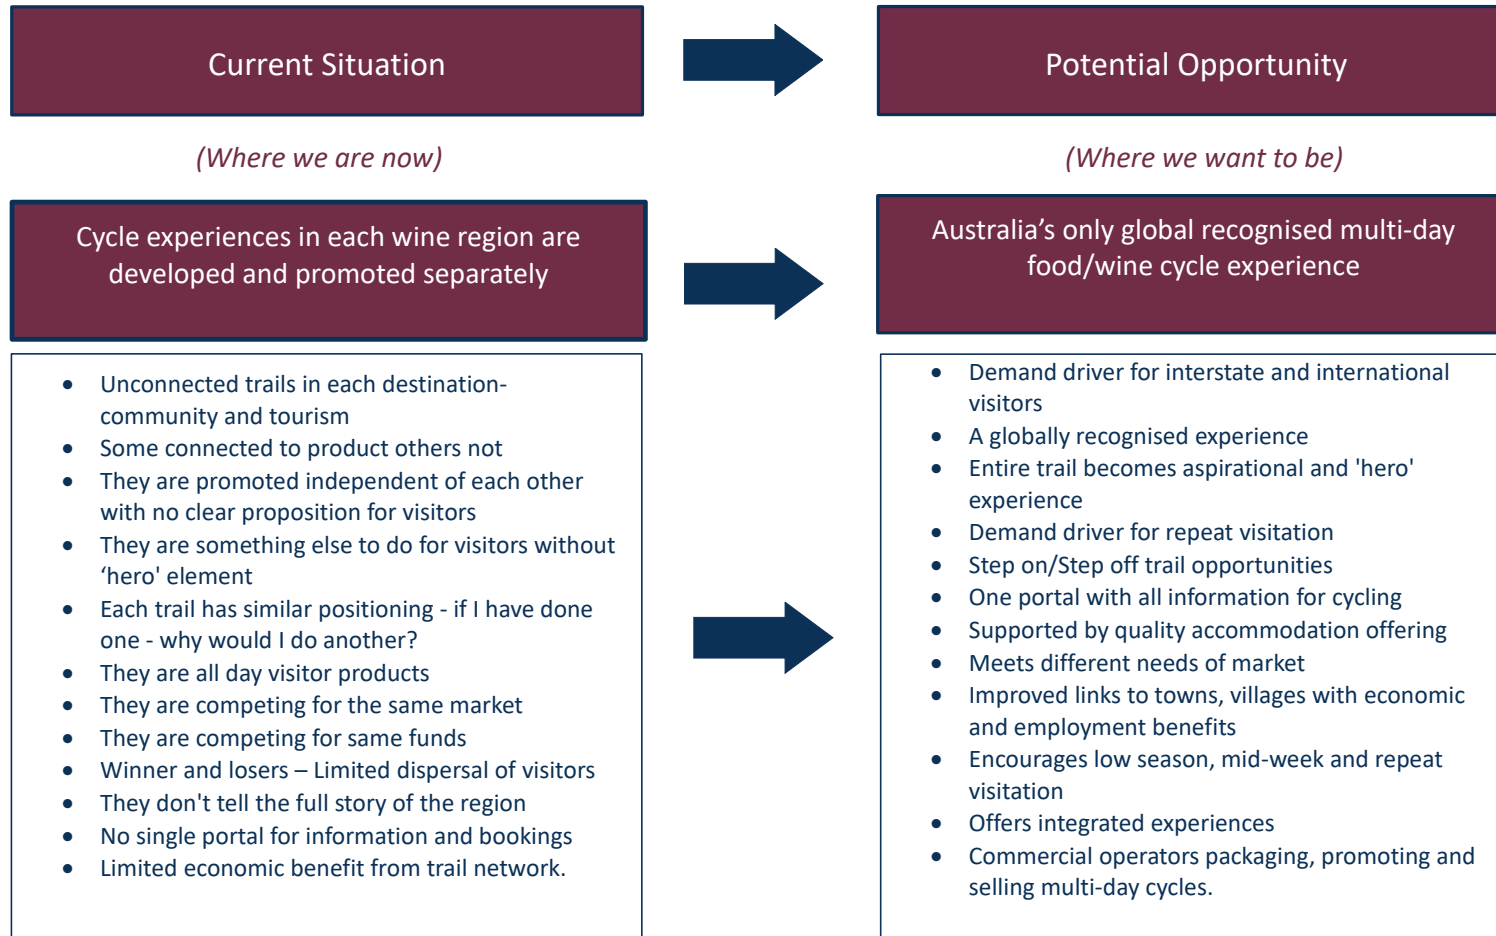 Current Situation
Potential Opportunity
(Where we are now)
(Where we want to be)
Cycle experiences in each wine region are
developed and promoted separately
Australia’s only global recognised multi-day
food/wine cycle experience
• Unconnected trails in each destination-
community and tourism
• Some connected to product others not
• They are promoted independent of each other
with no clear proposition for visitors
• They are something else to do for visitors without
‘hero' element
• Each trail has similar positioning - if I have done
one - why would I do another?
• They are all day visitor products
• They are competing for the same market
• They are competing for same funds
• Winner and losers – Limited dispersal of visitors
• They don't tell the full story of the region
• No single portal for information and bookings
• Limited economic benefit from trail network.
• Demand driver for interstate and international
visitors
• A globally recognised experience
• Entire trail becomes aspirational and 'hero'
experience
• Demand driver for repeat visitation
• Step on/Step off trail opportunities
• One portal with all information for cycling
• Supported by quality accommodation offering
• Meets different needs of market
• Improved links to towns, villages with economic
and employment benefits
• Encourages low season, mid-week and repeat
visitation
• Offers integrated experiences
• Commercial operators packaging, promoting and
selling multi-day cycles.